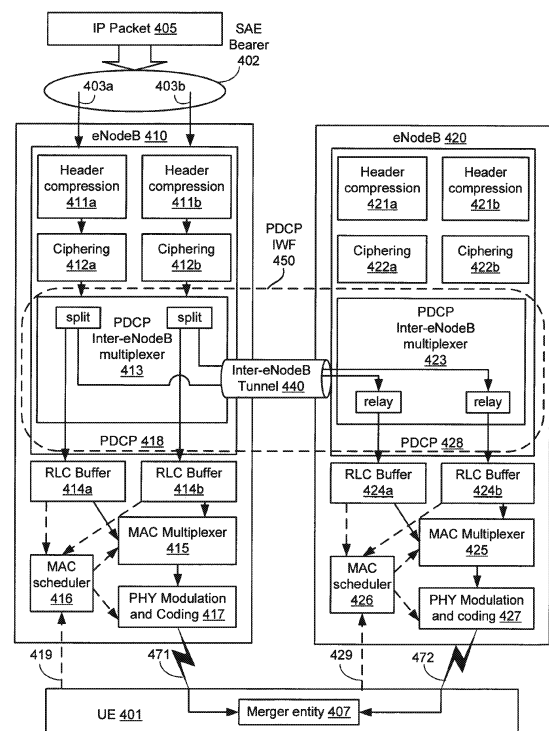 IP Packet 405
SAE
Bearer
402
403a
403b
eNodeB 410
Header
compression
411a
Header
compression
411b
Ciphering
412a
Ciphering
412b
PDCP
IWF
450
split
split
PDCP
Inter-eNodeB
multiplexer
413
PDCP 418
Inter-eNodeB
Tunnel 440
RLC Buffer
414a
RLC Buffer
414b
MAC Multiplexer
415
MAC
scheduler
416
PHY Modulation
and Coding 417
419
471
eNodeB 420
Header
compression
421a
Header
compression
421b
Ciphering
422a
Ciphering
422b
PDCP
Inter-eNodeB
multiplexer
423
relay
relay
PDCP 428
RLC Buffer
424a
RLC Buffer
424b
MAC Multiplexer
425
MAC
scheduler
426
PHY Modulation
and coding 427
429
472
UE 401
Merger entity 407